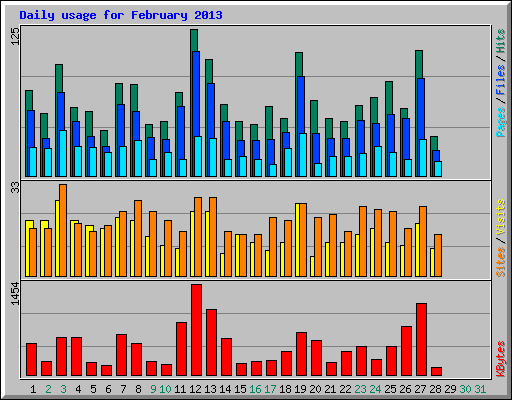 Daily usage for February 2013
125
Pages / Files / Hits
33
Sites / Visits
1454
KBytes
1 2 3 4 5 6 7 8 9 10 11 12 13 14 15 16 17 18 19 20 21 22 23 24 25 26 27 28 29 30 31